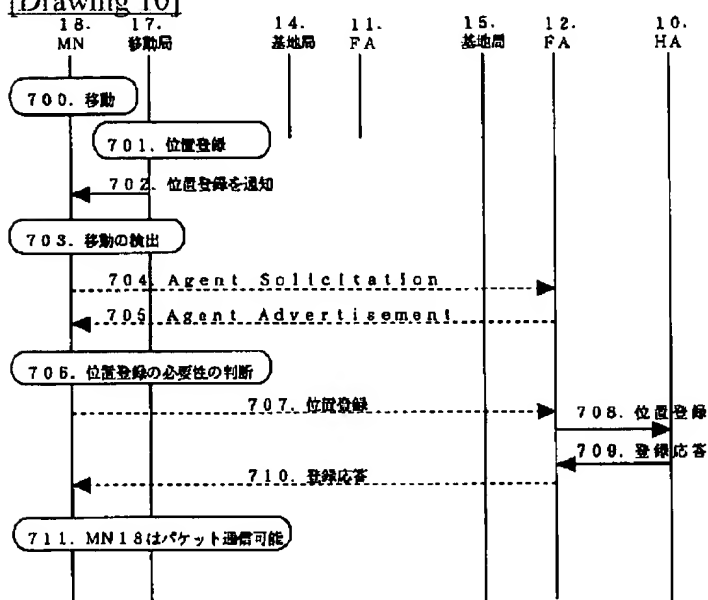 [Drawing 10]
18. 17. 14. 11. 15. 12. 10.
MN 移動局 基地局 FA 基地局 FA HA
700. 移動
701. 位置登録
702. 位置登録を通知
703. 移動の検出
704. Agent Solicitation
705. Agent Advertisement
706. 位置登録の必要性の判断
707. 位置登録
708. 位置登録
709. 登録応答
710. 登録応答
711. MN18はパケット通信可能